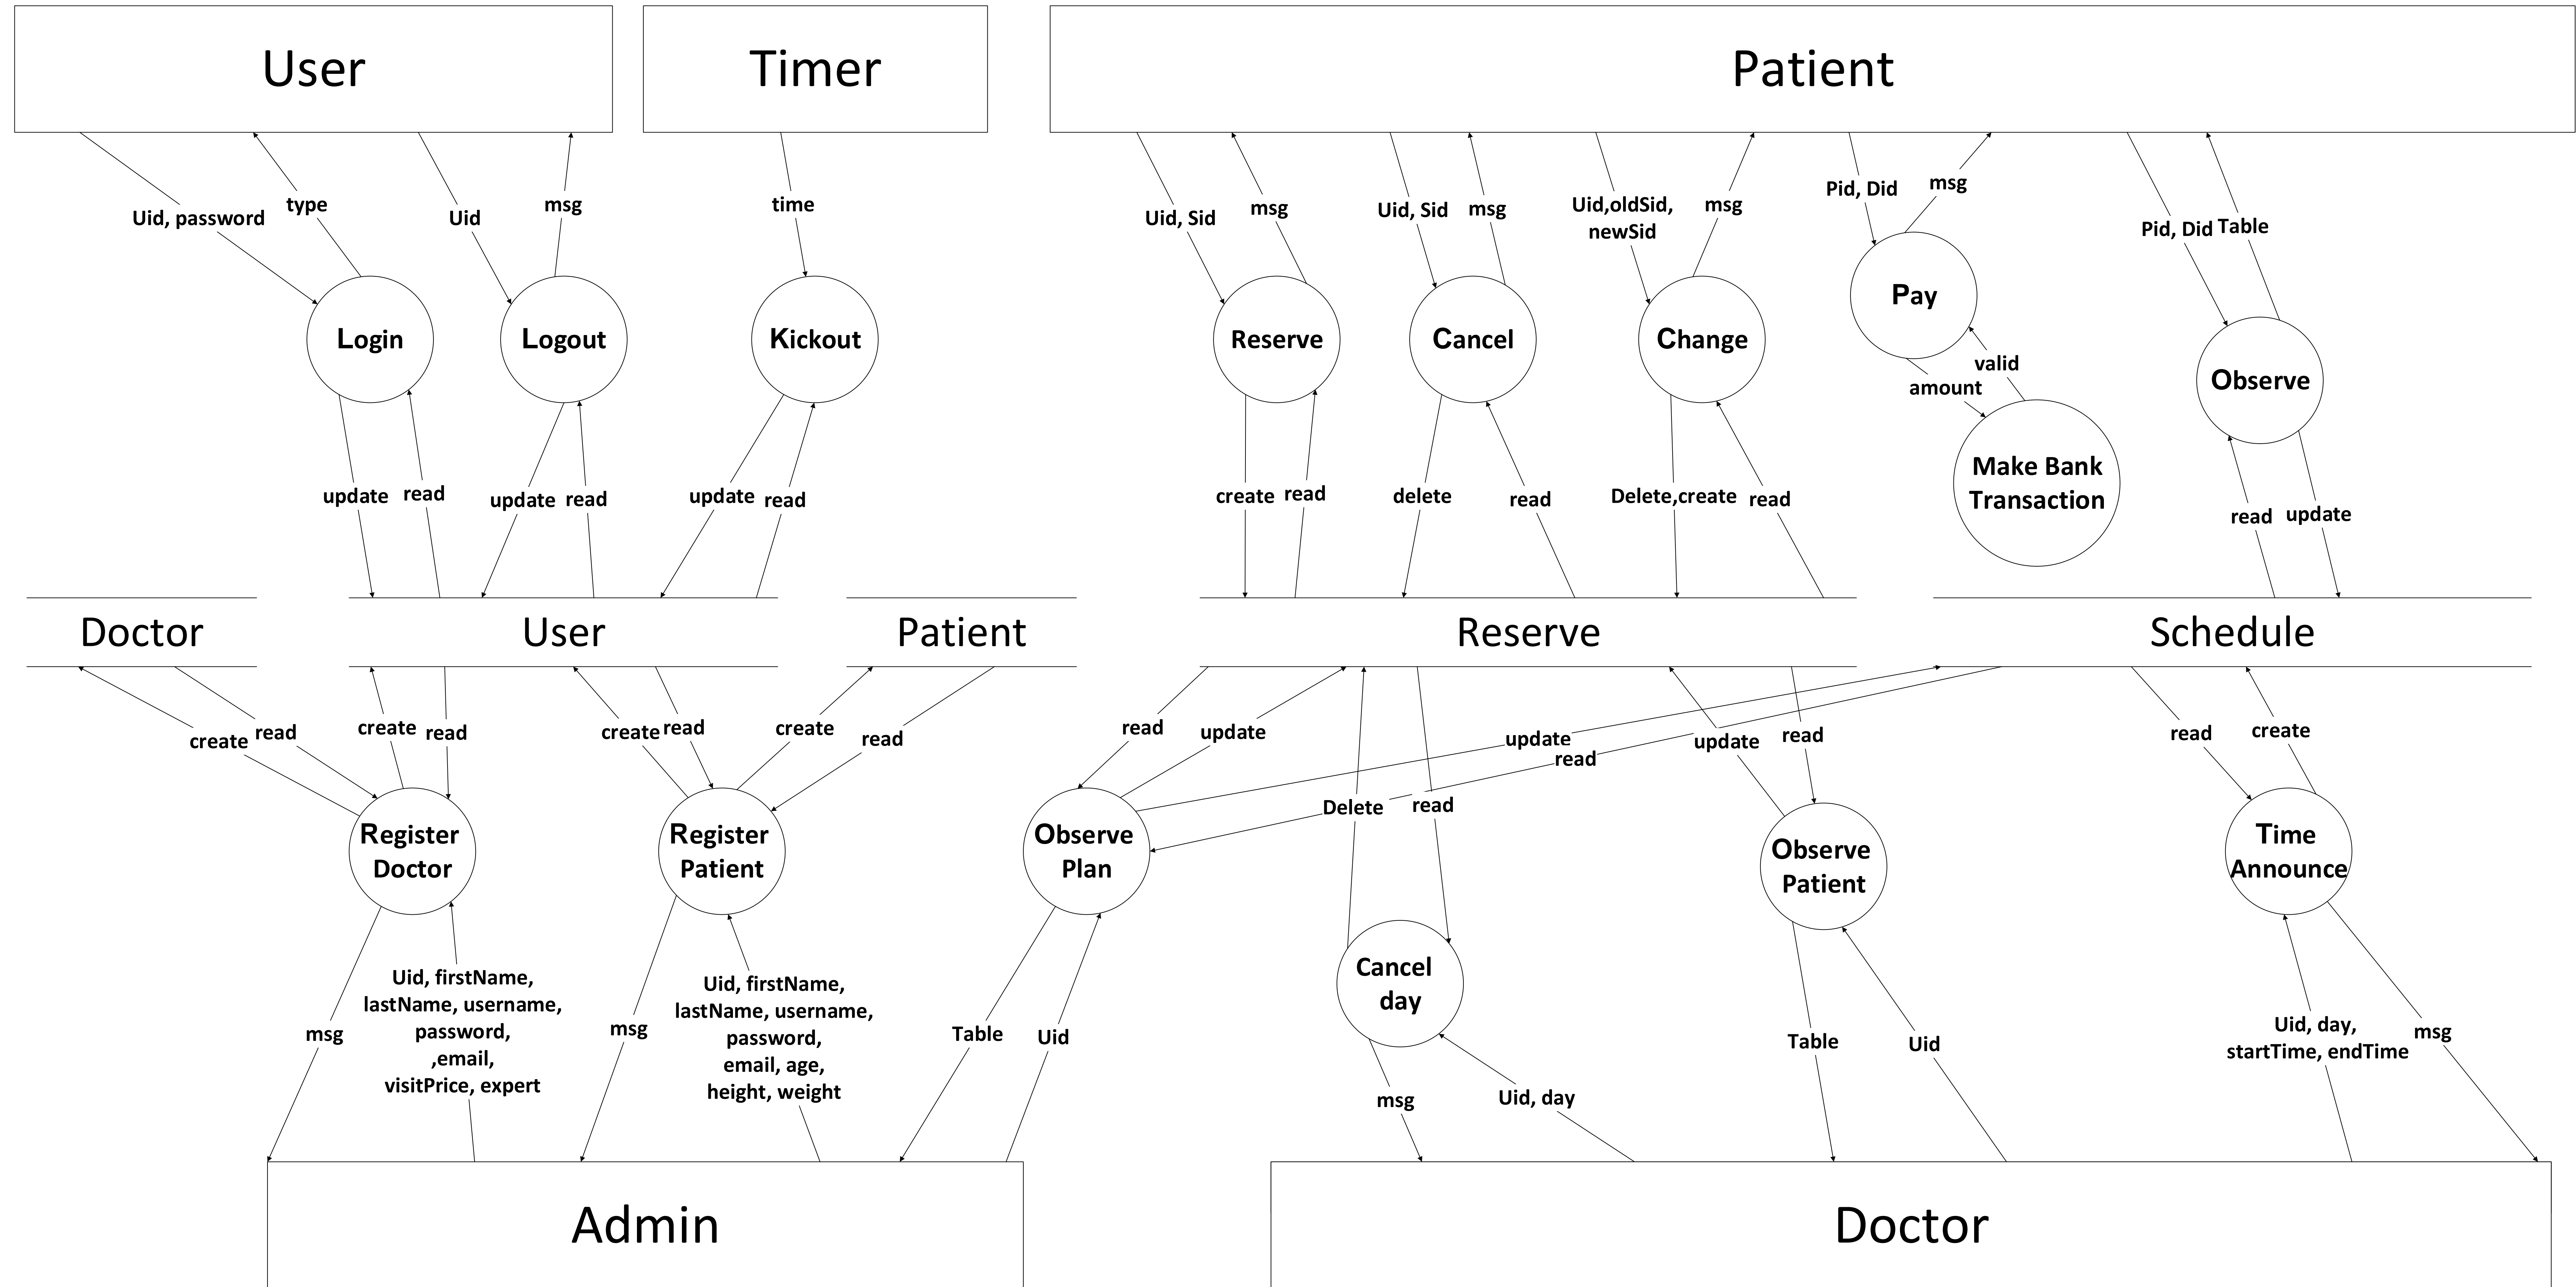 User
Timer
Patient
Uid, password
type
Uid
msg
time
Uid, Sid
msg
Uid, Sid
msg
Uid,oldSid,
newSid
msg
Pid, Did
msg
Pid, Did
Table
Login
Logout
Kickout
Reserve
Cancel
Change
Pay
valid
amount
Observe
Make Bank
Transaction
update
read
update
read
update
read
create
read
delete
read
Delete,create
read
read
update
Doctor
User
Patient
Reserve
Schedule
create
read
create
read
create
read
create
read
read
update
update
read
Delete
read
update
read
read
create
Register
Doctor
Register
Patient
Observe
Plan
Observe
Patient
Time
Announce
Cancel
day
msg
Uid, firstName,
lastName, username,
password,
,email,
visitPrice, expert
msg
Uid, firstName,
lastName, username,
password,
email, age,
height, weight
Table
Uid
msg
Uid, day
Table
Uid
Uid, day,
startTime, endTime
msg
Admin
Doctor